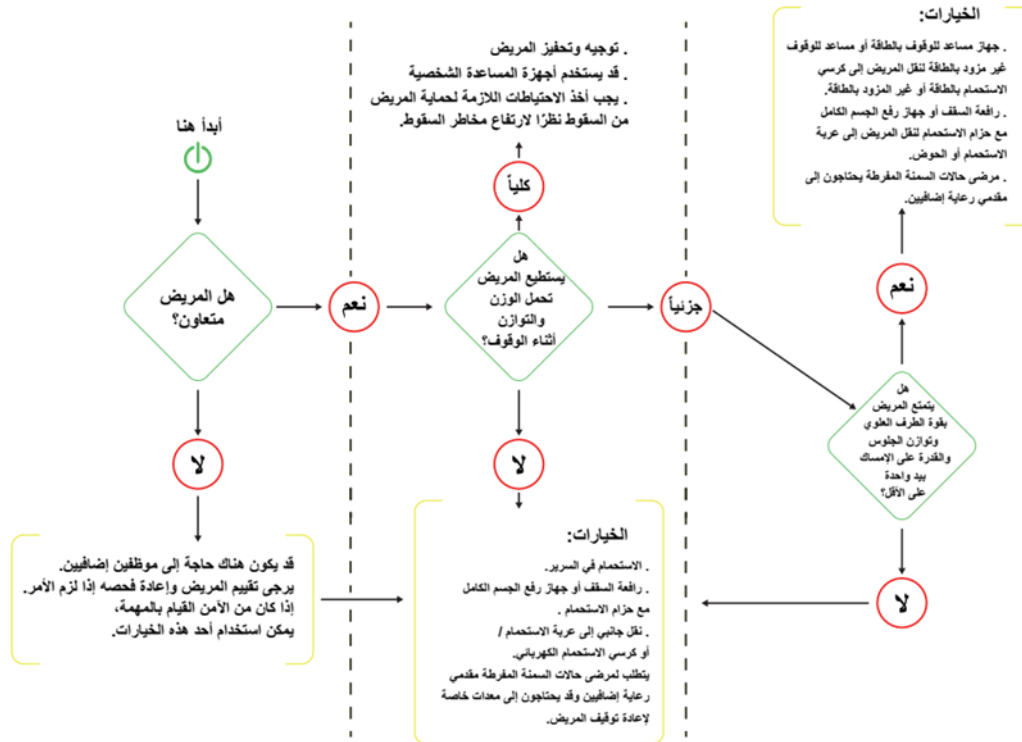 أبدأ هنا
هل المريض
متعاون؟
نعم
لا
قد يكون هناك حاجة إلى موظفين إضافيين.
يرجى تقييم المريض وإعادة فحصه إذا لزم الأمر.
إذا كان من الأمن القيام بالمهمة،
يمكن استخدام أحد هذه الخيارات.
. توجيه وتحفيز المريض
. قد يستخدم أجهزة المساعدة الشخصية
. يجب أخذ الاحتياطات اللازمة لحماية المريض
من السقوط نظرًا لارتفاع مخاطر السقوط.
كلياً
هل
يستطيع المريض
تحمل الوزن
والتوازن
أثناء الوقوف؟
جزئياً
لا
الخيارات:
. الاستحمام في السرير.
. رافعة السقف أو جهاز رفع الجسم الكامل
مع حزام الاستحمام .
. نقل جانبي إلى عربة الاستحمام /
أو كرسي الاستحمام الكهربائي.
يتطلب لمرضى حالات السمنة المفرطة مقدمي
رعاية إضافيين وقد يحتاجون إلى معدات خاصة
لإعادة توقيف المريض.
الخيارات:
. جهاز مساعد للوقوف بالطاقة أو مساعد للوقوف
غير مزود بالطاقة لنقل المريض إلى كرسي
الاستحمام بالطاقة أو غير المزود بالطاقة.
. رافعة السقف أو جهاز رفع الجسم الكامل
مع حزام الاستحمام لنقل المريض إلى عربة
الاستحمام أو الحوض.
. مرضى حالات السمنة المفرطة يحتاجون إلى
مقدمي رعاية إضافيين.
نعم
هل
يتمتع المريض
بقوة الطرف العلوي
وتوازن الجلوس
والقدرة على الإمساك
بيد واحدة
على الأقل؟
لا